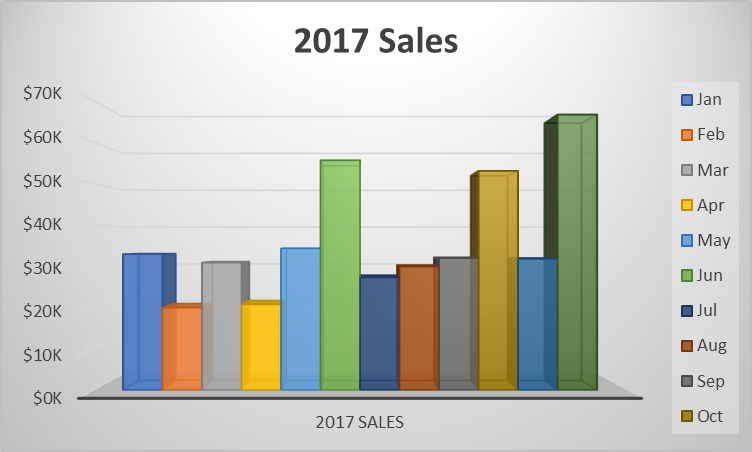 2017 Sales
$70K
$60K
$50K
$40K
$30K
$20K
$10K
$0K
2017 SALES
Jan
Feb
Mar
Apr
May
Jun
Jul
Aug
Sep
Oct